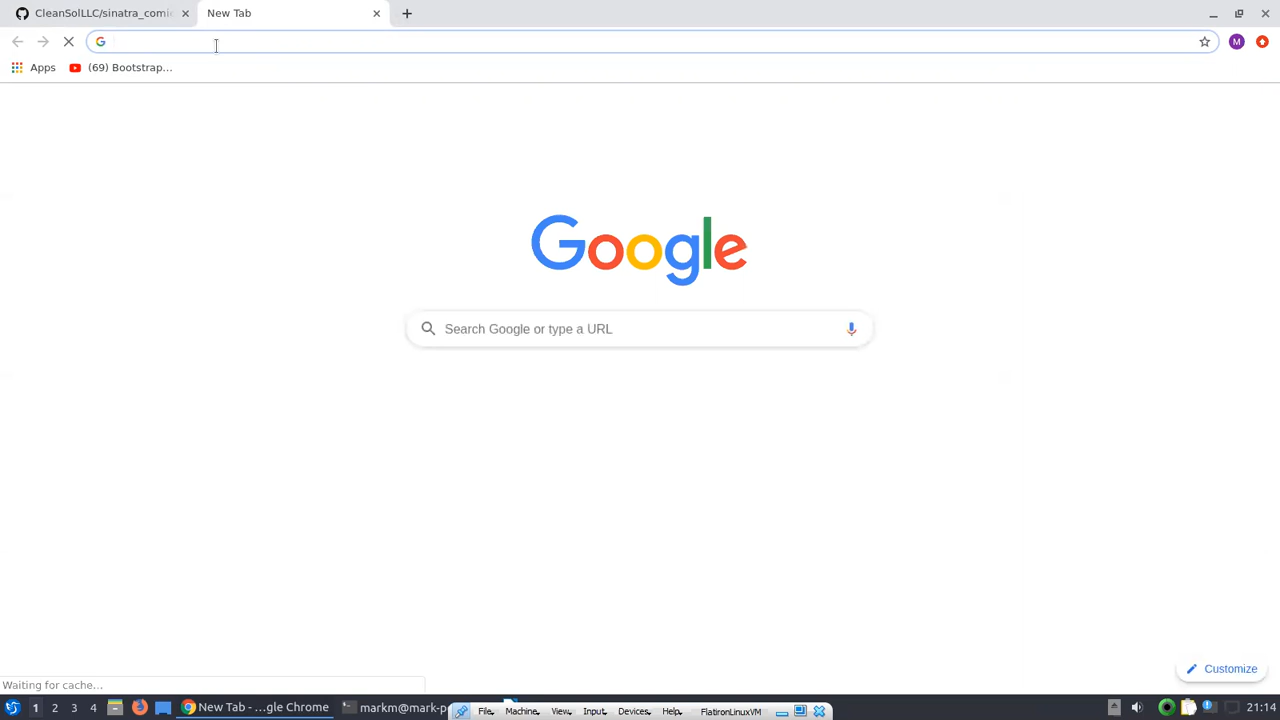 CleanSolLLC/sinatra_comi
New Tab
Apps
(69) Bootstrap...
Google
Search Google or type a URL
Customize
Waiting for cache...
1 2 3 4
New Tab - ...gle Chrome
markm@mark-p
File
Machine
View
Input
Devices
Help
FlatironLinuxVM
21:14
M